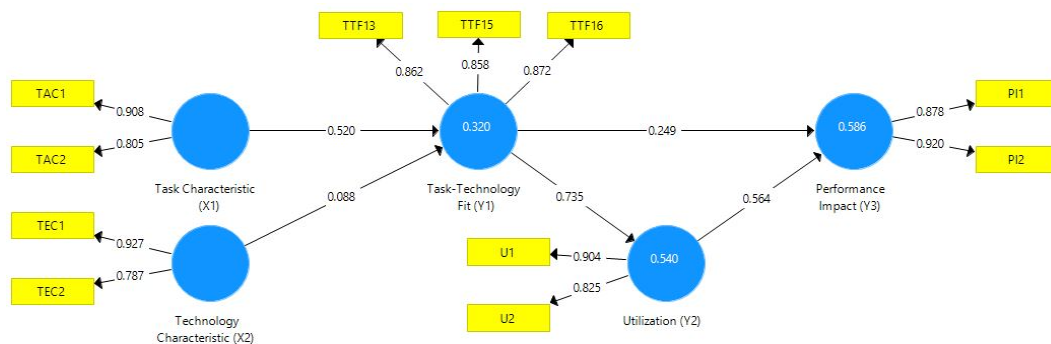 TTF13
TTF15
TTF16
0.862
0.858
0.872
TAC1
0.908
TAC2
0.805
Task Characteristic
(X1)
0.520
0.320
Task-Technology
Fit (Y1)
0.249
0.586
Performance
Impact (Y3)
0.878
PI1
0.920
PI2
0.088
0.735
0.564
TEC1
0.927
TEC2
0.787
Technology
Characteristic (X2)
U1
0.904
U2
0.825
0.540
Utilization (Y2)